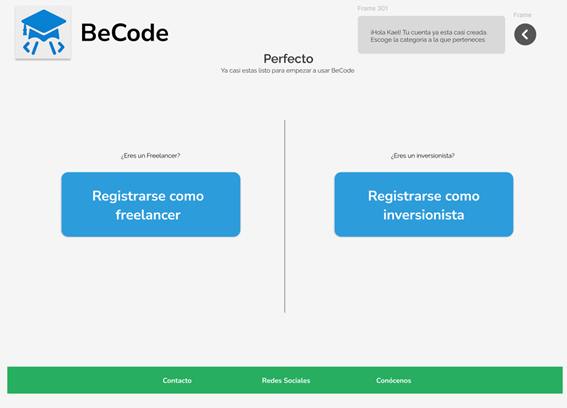 BeCode
Frame 301
Frame
¡Hola Kael! Tu cuenta ya esta casi creada.
Escoge la categoria a la que perteneces
Perfecto
Ya casi estas listo para empezar a usar BeCode
¿Eres un Freelancer?
Registrarse como
freelancer
¿Eres un inversionista?
Registrarse como
inversionista
Contacto
Redes Sociales
Conócenos